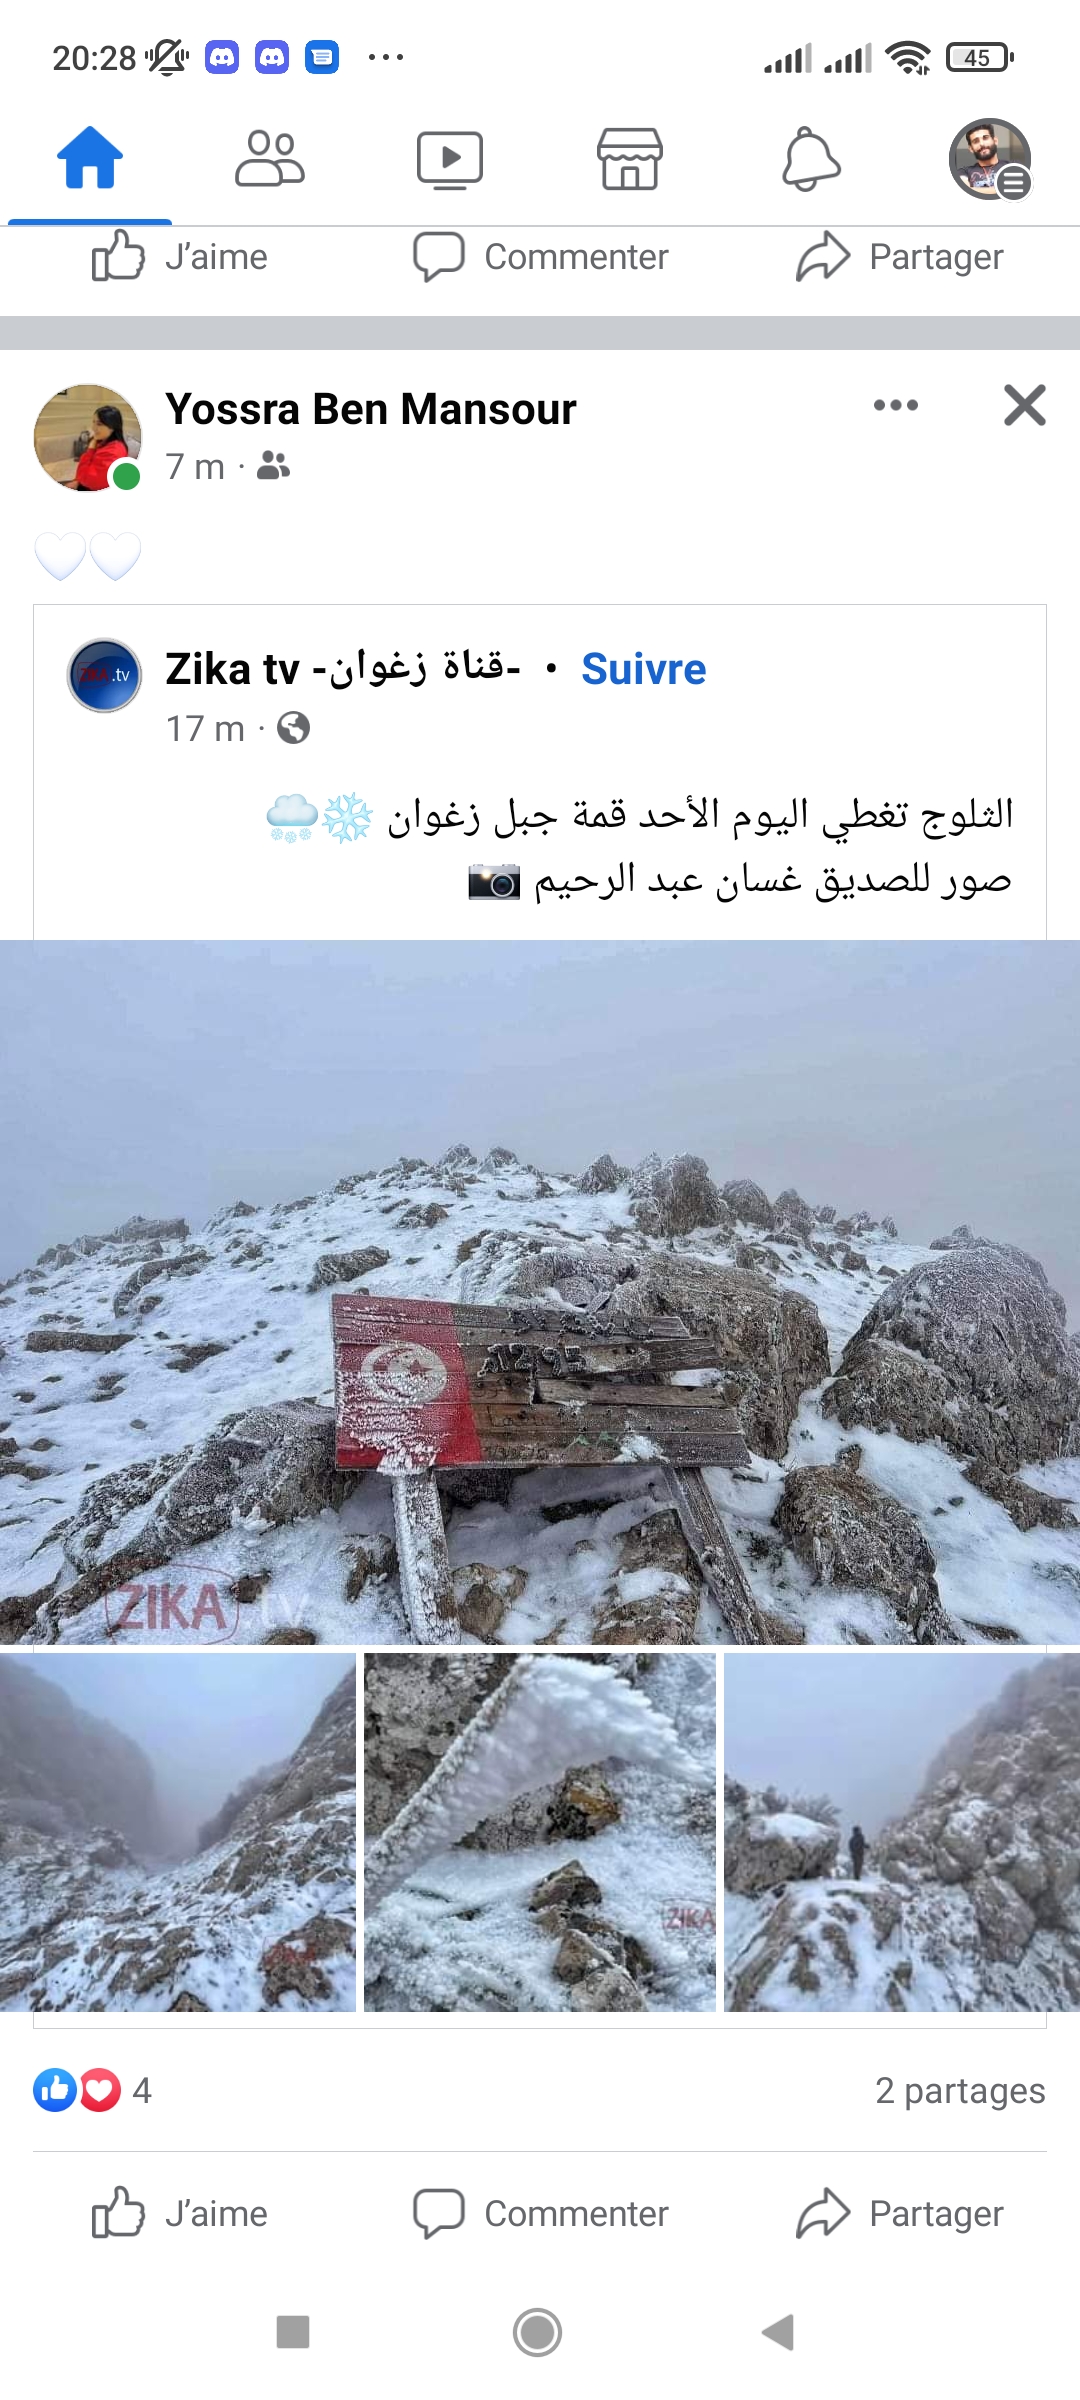 20:28
45
J'aime Commenter Partager
Yossra Ben Mansour
7 m ·
Zika tv -قناة زغوان- • Suivre
ZIKA.tv
17 m ·
الثلوج تغطي اليوم الأحد قمة جبل زغوان
صور للصديق غسان عبد الرحيم
1295
ZIKA tv
ZIKA
4
2 partages
J'aime Commenter Partager